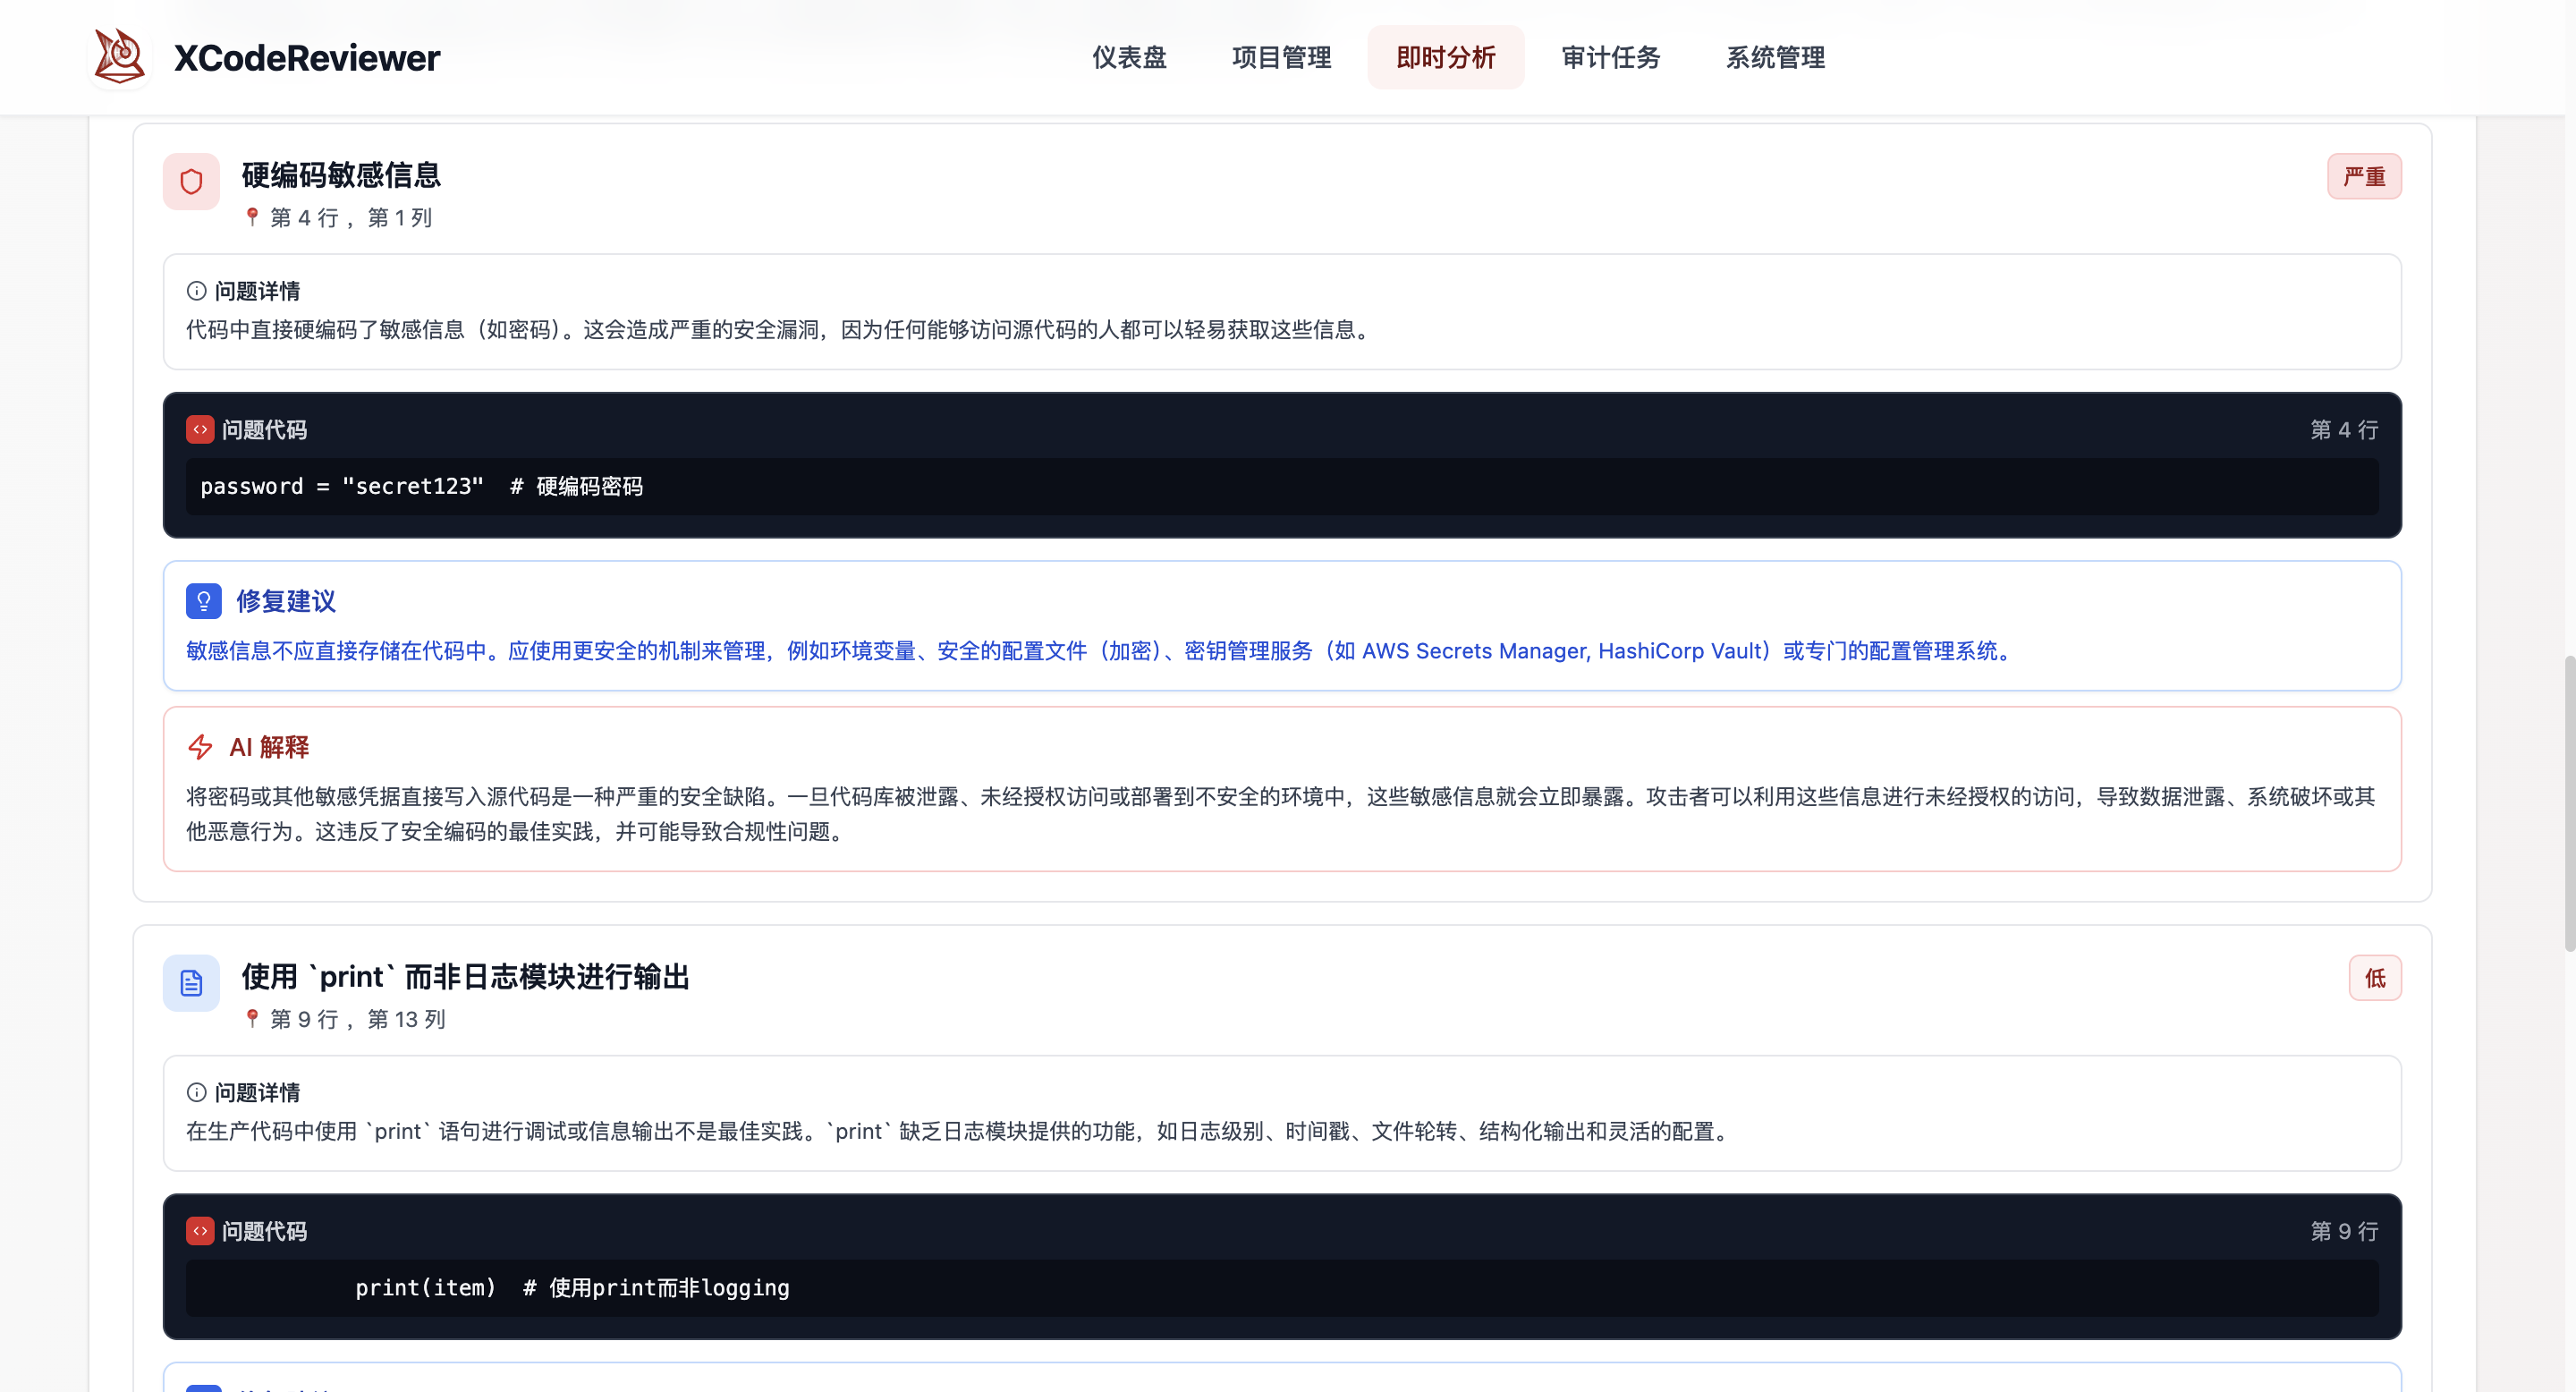 XCodeReviewer
仪表盘 项目管理 即时分析 审计任务 系统管理
硬编码敏感信息
严重
第 4 行 ，第 1 列
问题详情
代码中直接硬编码了敏感信息（如密码）。这会造成严重的安全漏洞，因为任何能够访问源代码的人都可以轻易获取这些信息。
问题代码
第 4 行
password = "secret123"  # 硬编码密码
修复建议
敏感信息不应直接存储在代码中。应使用更安全的机制来管理，例如环境变量、安全的配置文件（加密）、密钥管理服务（如 AWS Secrets Manager, HashiCorp Vault）或专门的配置管理系统。
AI 解释
将密码或其他敏感凭据直接写入源代码是一种严重的安全缺陷。一旦代码库被泄露、未经授权访问或部署到不安全的环境中，这些敏感信息就会立即暴露。攻击者可以利用这些信息进行未经授权的访问，导致数据泄露、系统破坏或其
他恶意行为。这违反了安全编码的最佳实践，并可能导致合规性问题。
使用 `print` 而非日志模块进行输出
低
第 9 行 ，第 13 列
问题详情
在生产代码中使用 `print` 语句进行调试或信息输出不是最佳实践。`print` 缺乏日志模块提供的功能，如日志级别、时间戳、文件轮转、结构化输出和灵活的配置。
问题代码
第 9 行
print(item)  # 使用print而非logging